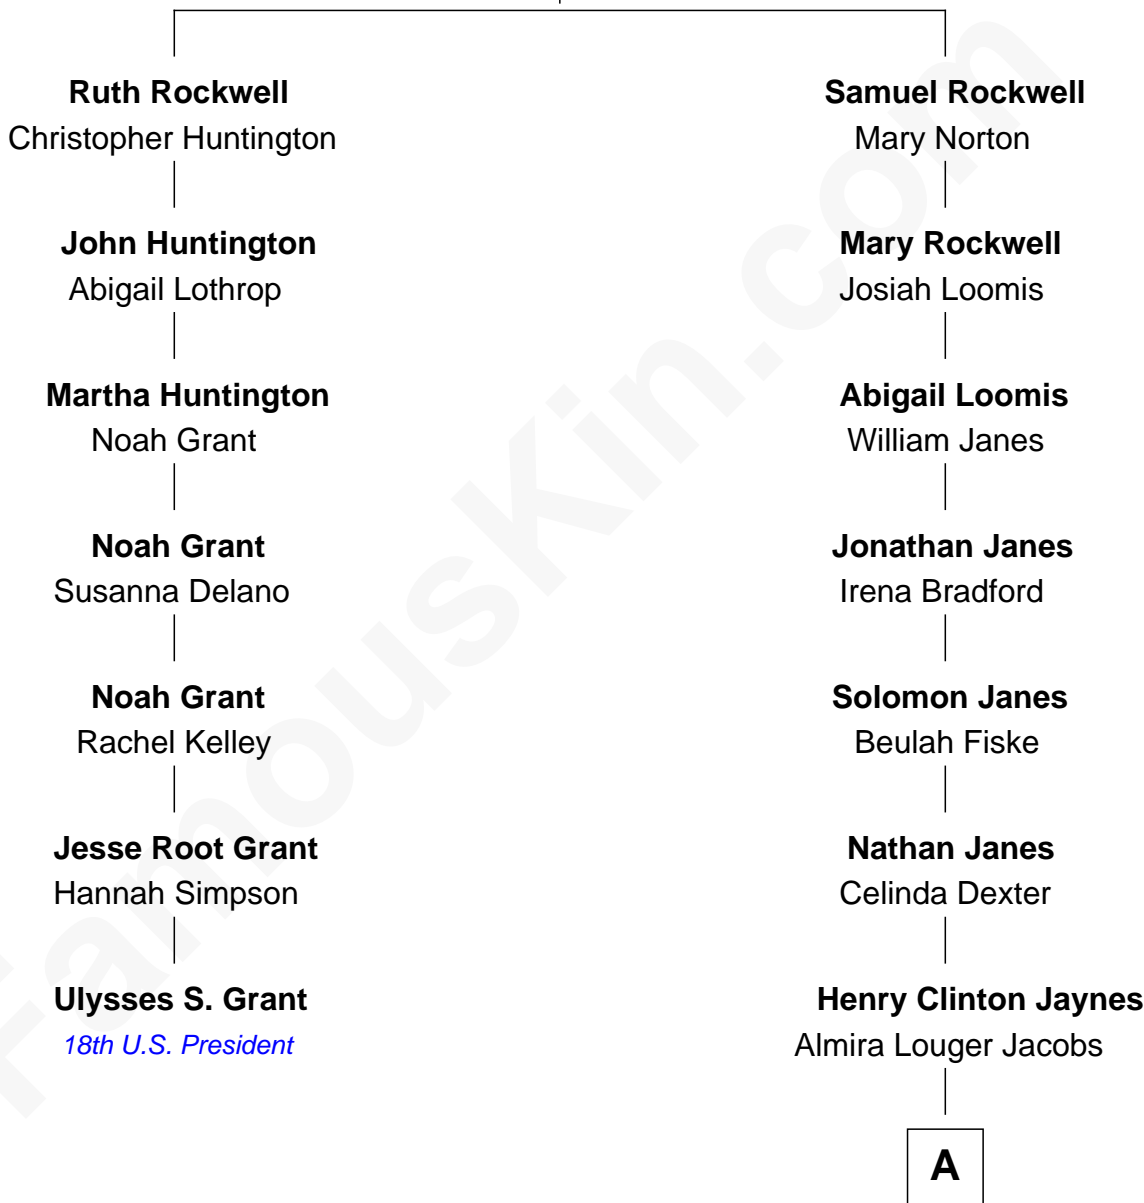 Ruth Rockwell
Christopher Huntington
Samuel Rockwell
Mary Norton
John Huntington
Abigail Lothrop
Mary Rockwell
Josiah Loomis
Martha Huntington
Noah Grant
Abigail Loomis
William Janes
Noah Grant
Susanna Delano
Jonathan Janes
Irena Bradford
Noah Grant
Rachel Kelley
Solomon Janes
Beulah Fiske
Jesse Root Grant
Hannah Simpson
Nathan Janes
Celinda Dexter
Ulysses S. Grant
18th U.S. President
Henry Clinton Jaynes
Almira Louger Jacobs
A
FamousKin.com